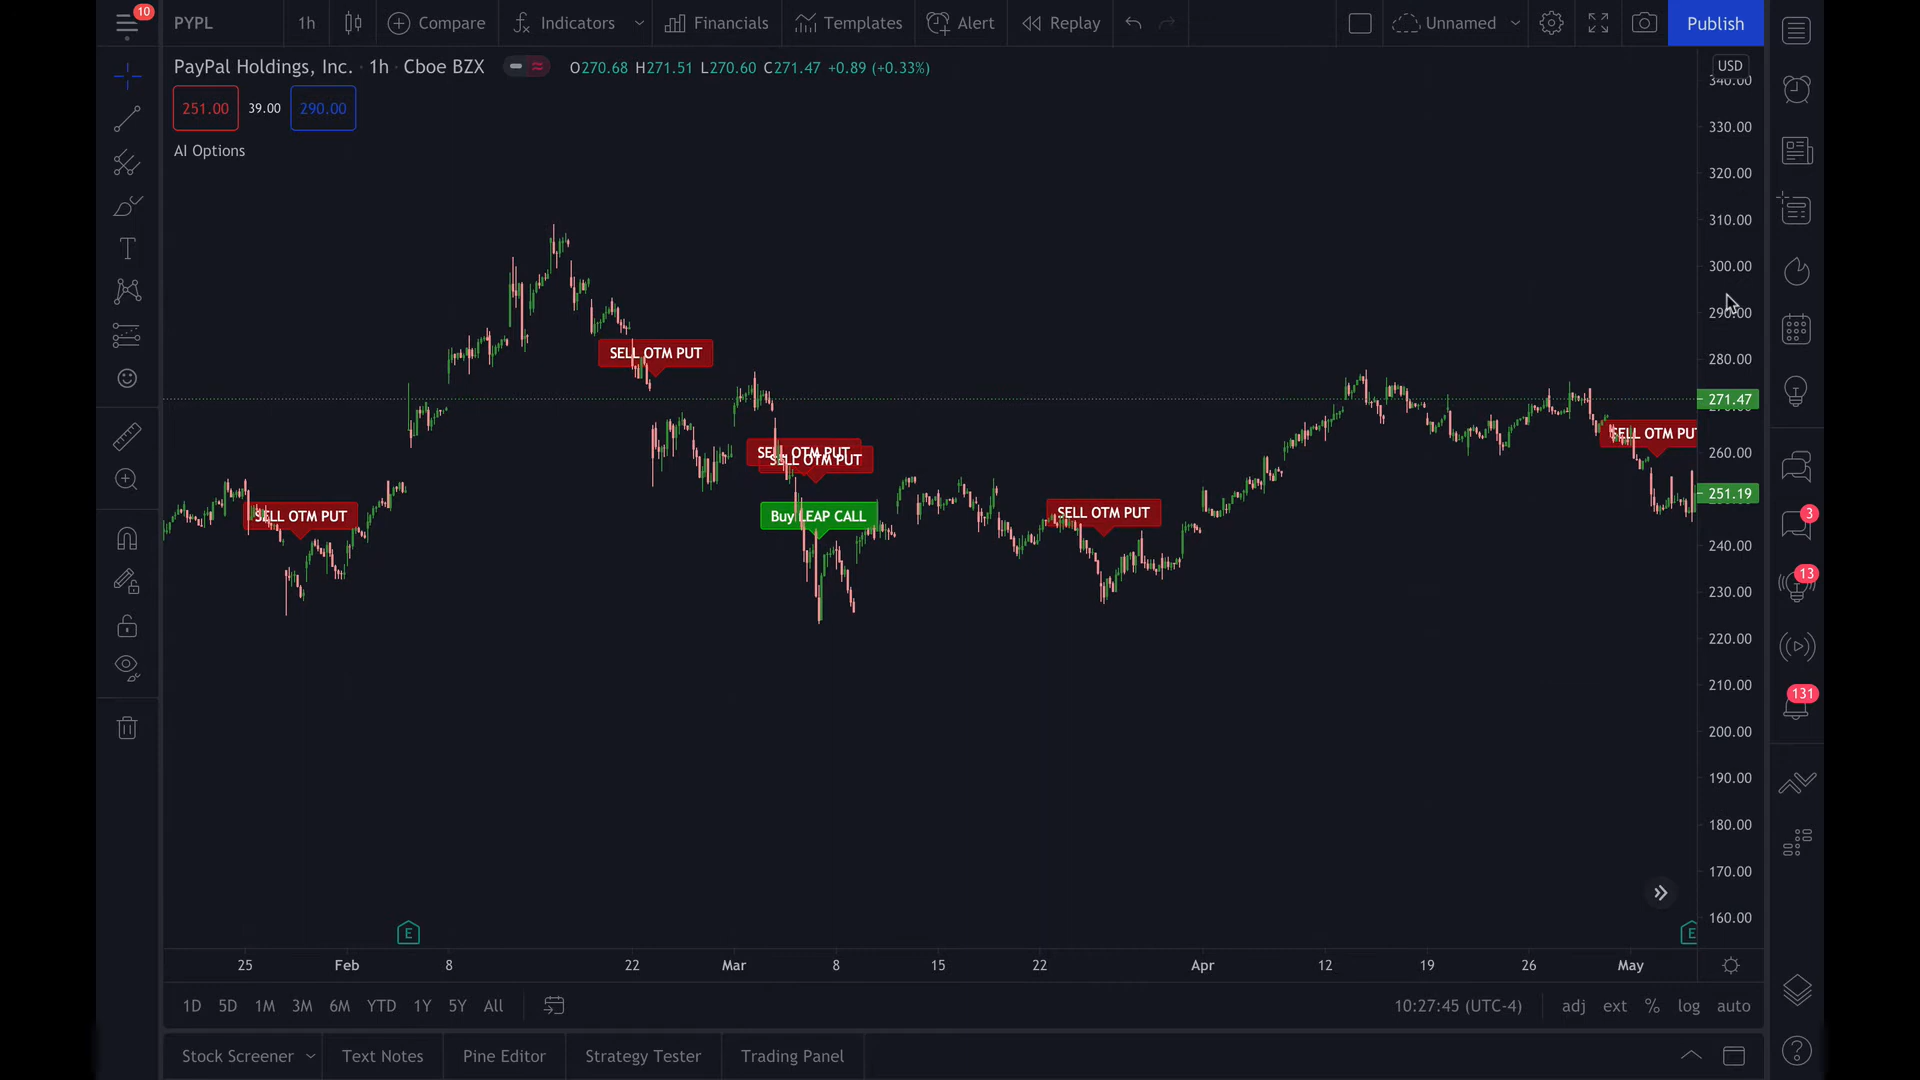 10
PYPL
1h
Compare
Indicators
Financials
Templates
Alert
Replay
Unnamed
Publish
PayPal Holdings, Inc. · 1h · Cboe BZX
O270.68 H271.51 L270.60 C271.47 +0.89 (+0.33%)
USD
251.00
39.00
290.00
AI Options
340.00
330.00
320.00
310.00
300.00
290.00
280.00
271.47
260.00
251.19
240.00
230.00
220.00
210.00
200.00
190.00
180.00
170.00
160.00
SELL OTM PUT
SELL OTM PUT
SELL OTM PUT
SELL OTM PUT
Buy LEAP CALL
SELL OTM PUT
SELL OTM PUT
3
13
131
E
E
25
Feb
8
22
Mar
8
15
22
Apr
12
19
26
May
1D 5D 1M 3M 6M YTD 1Y 5Y All
10:27:45 (UTC-4)
adj ext % log auto
Stock Screener
Text Notes
Pine Editor
Strategy Tester
Trading Panel